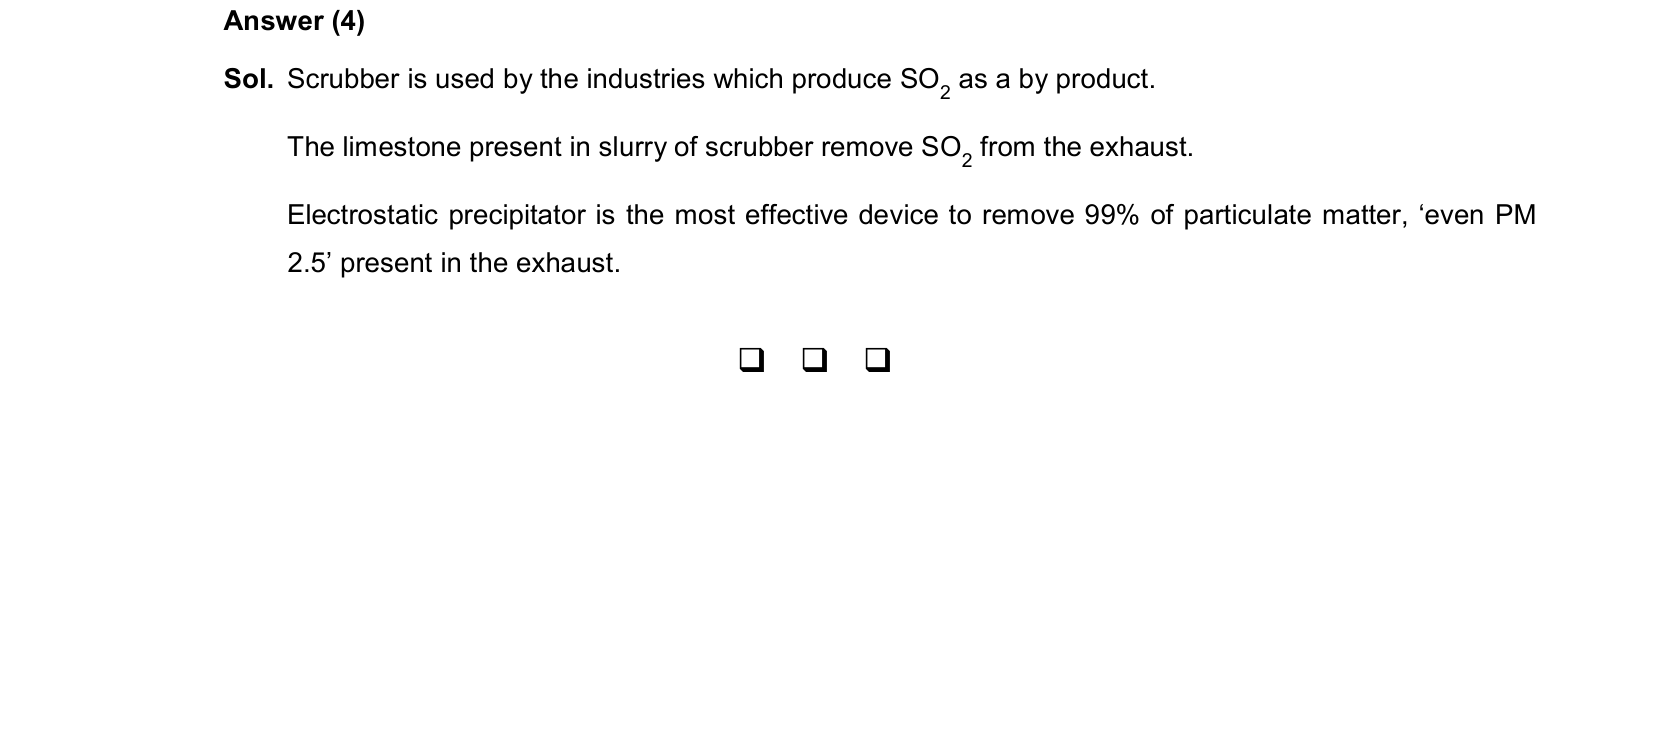 Answer (4)
Sol. Scrubber is used by the industries which produce SO₂ as a by product.
The limestone present in slurry of scrubber remove SO₂ from the exhaust.
Electrostatic precipitator is the most effective device to remove 99% of particulate matter, ‘even PM
2.5’ present in the exhaust.
❑ ❑ ❑